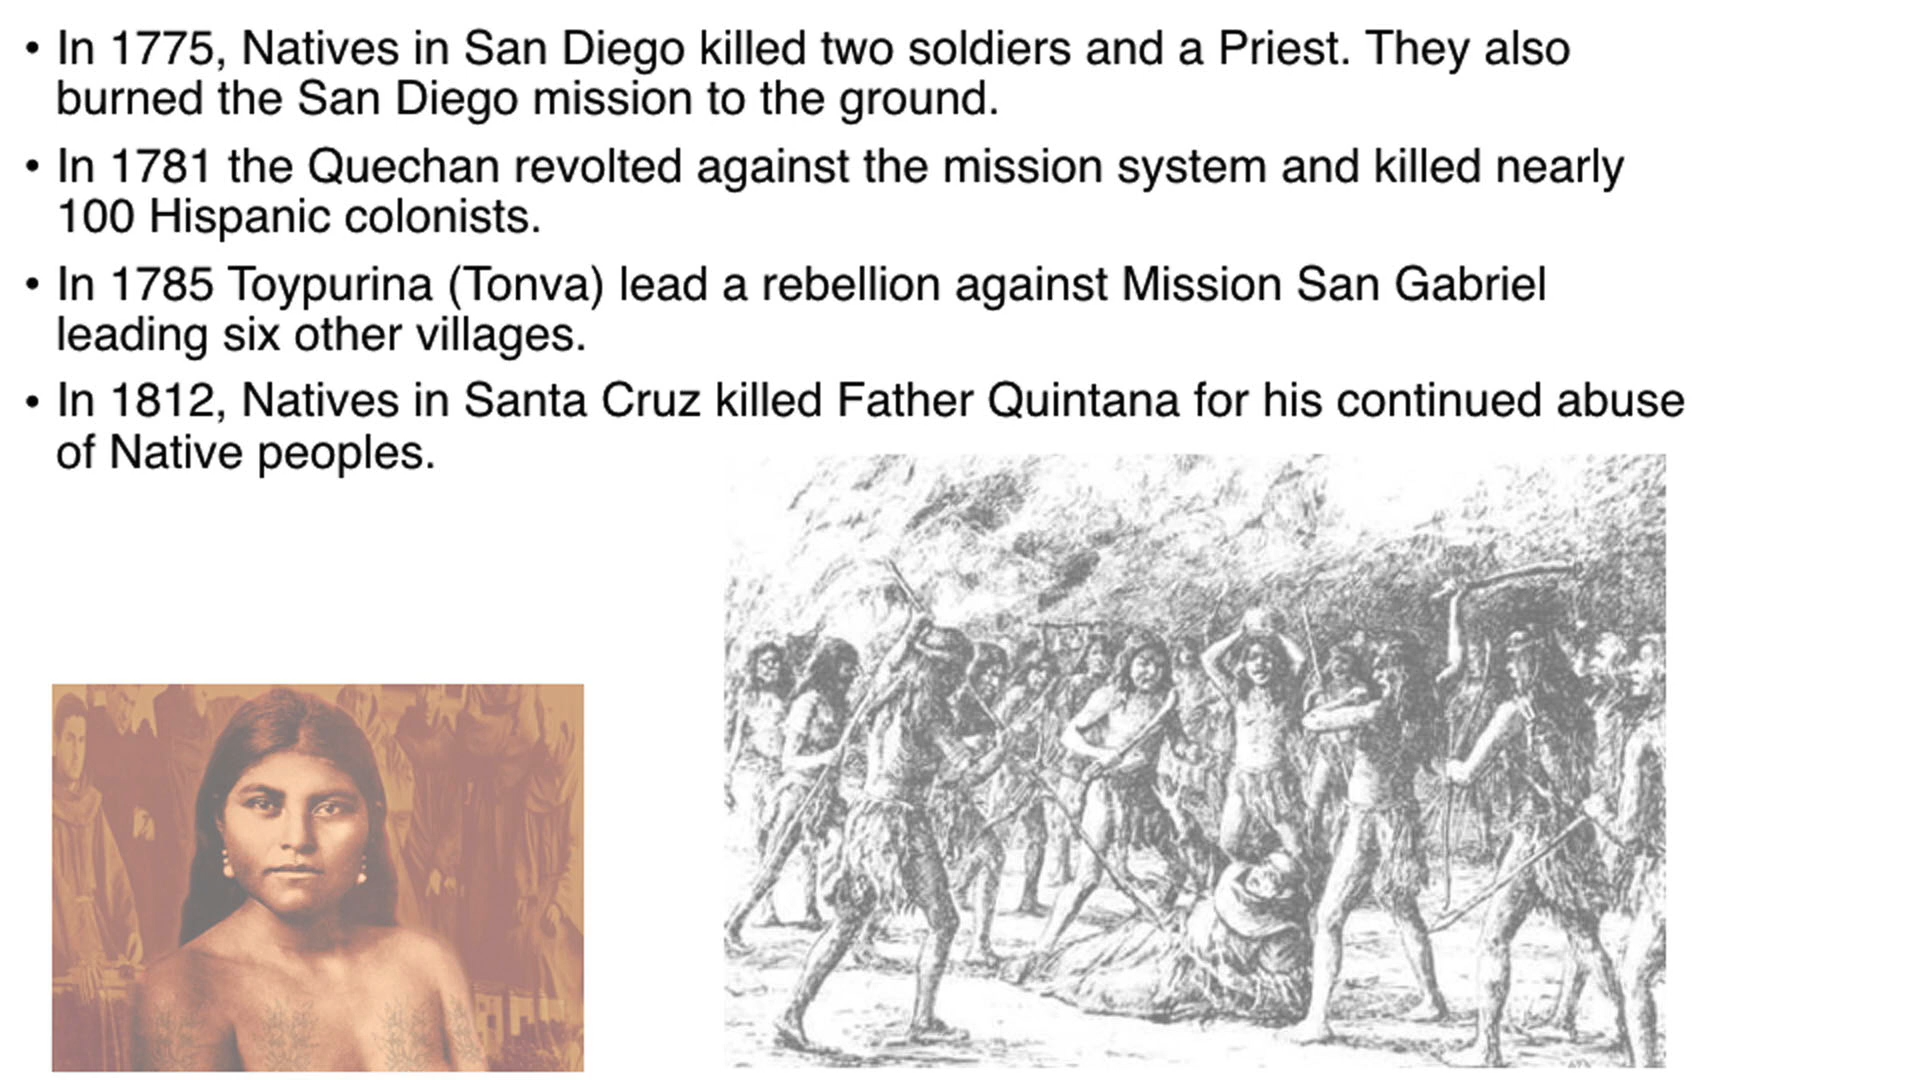 • In 1775, Natives in San Diego killed two soldiers and a Priest. They also
burned the San Diego mission to the ground.
• In 1781 the Quechan revolted against the mission system and killed nearly
100 Hispanic colonists.
• In 1785 Toypurina (Tonva) lead a rebellion against Mission San Gabriel
leading six other villages.
• In 1812, Natives in Santa Cruz killed Father Quintana for his continued abuse
of Native peoples.